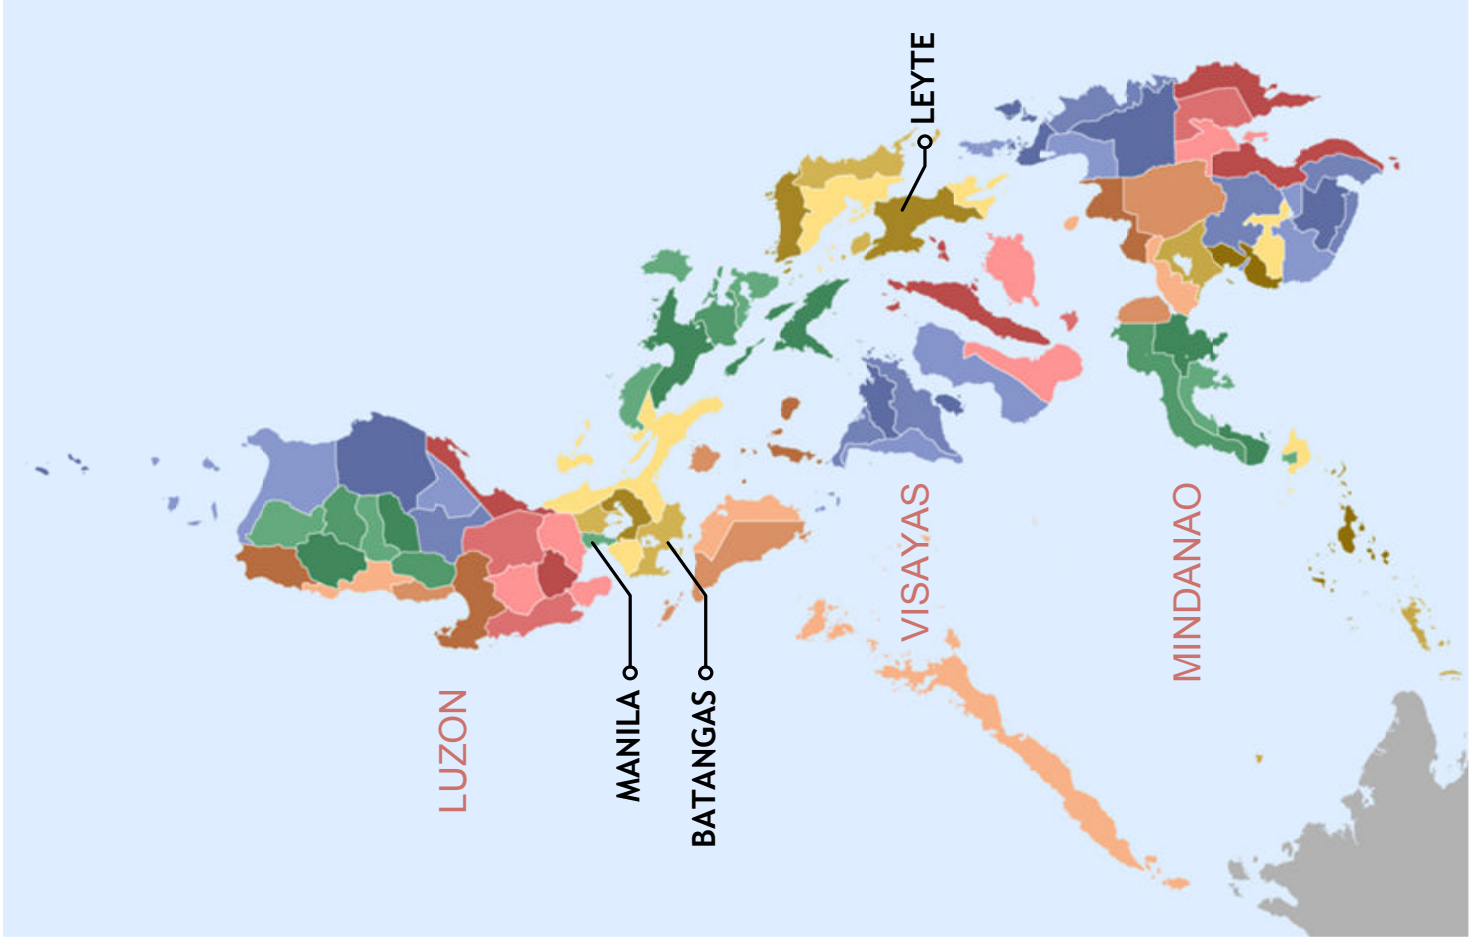 LEYTE
VISAYAS
MINDANAO
LUZON
MANILA
BATANGAS